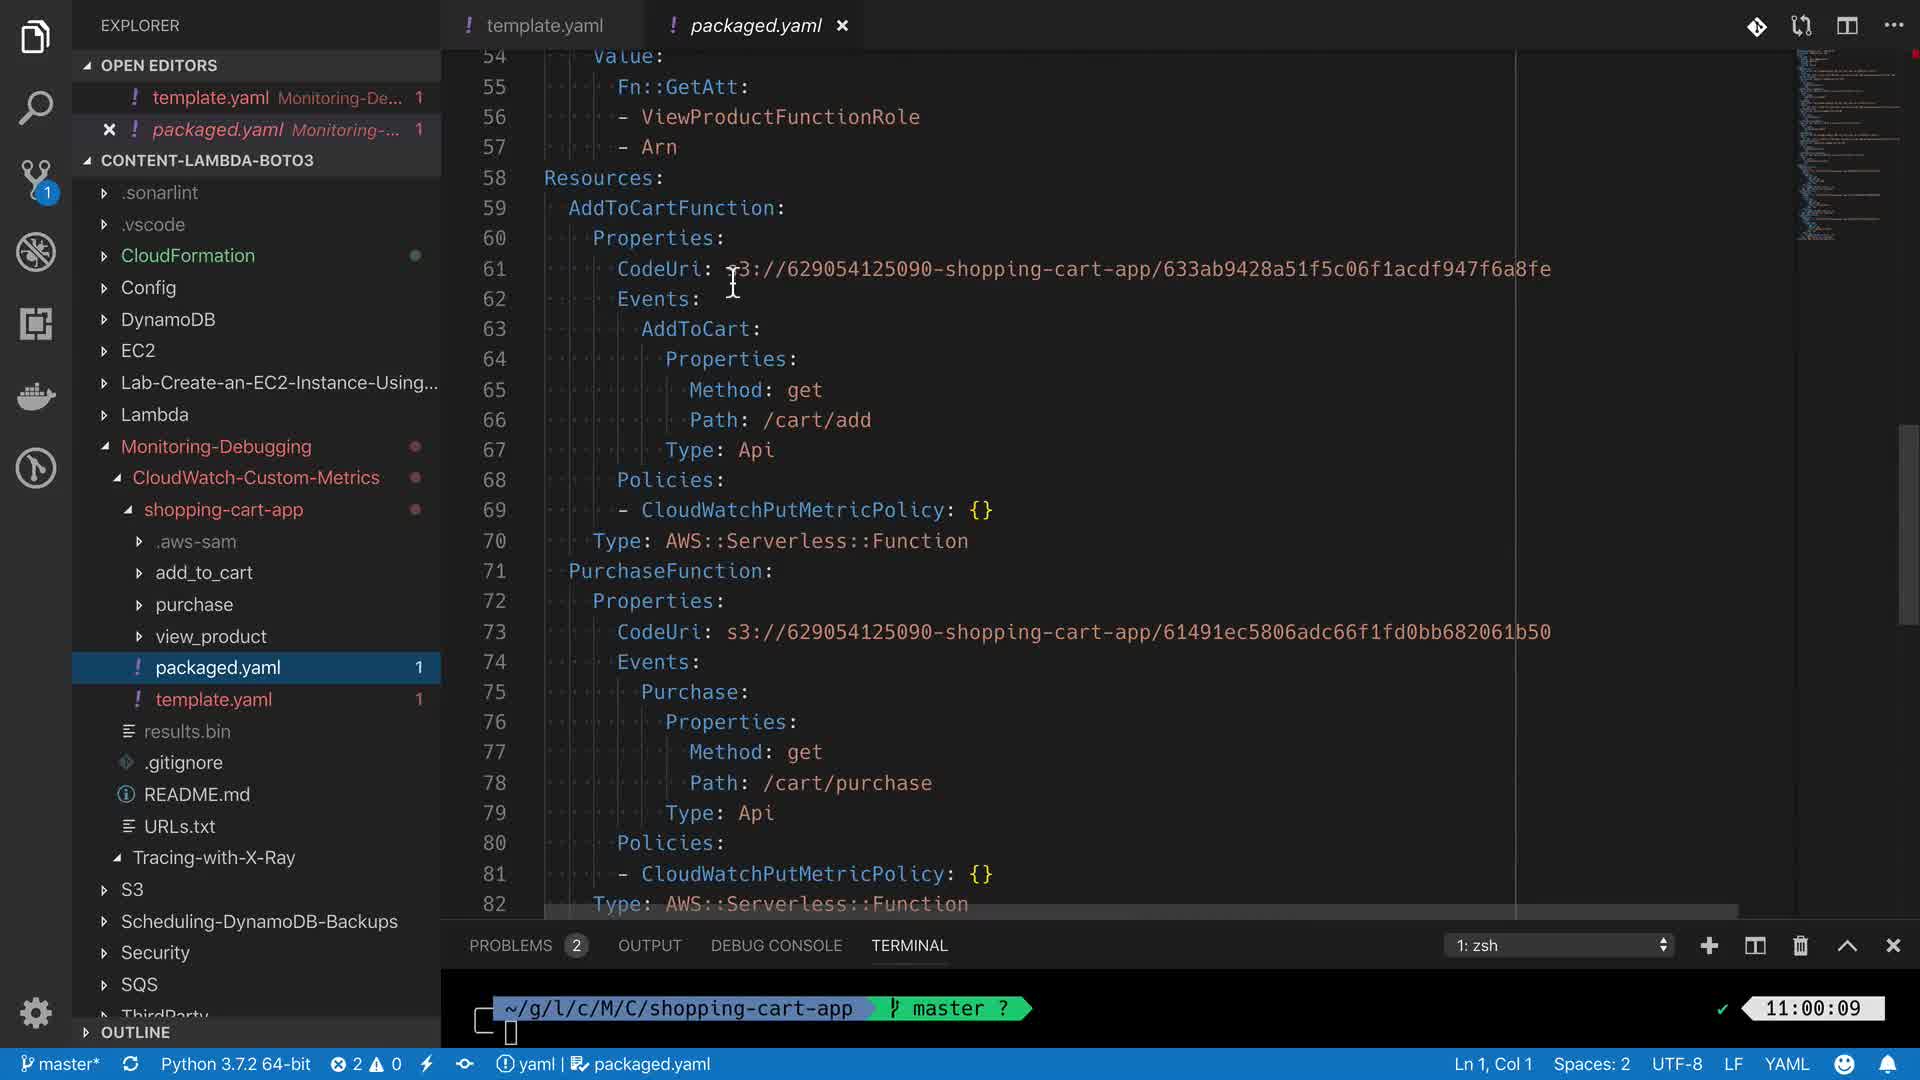 EXPLORER
OPEN EDITORS
! template.yaml Monitoring-De... 1
! packaged.yaml Monitoring-... 1
CONTENT-LAMBDA-BOTO3
.sonarlint
.vscode
CloudFormation
Config
DynamoDB
EC2
Lab-Create-an-EC2-Instance-Using...
Lambda
Monitoring-Debugging
CloudWatch-Custom-Metrics
shopping-cart-app
.aws-sam
add_to_cart
purchase
view_product
! packaged.yaml 1
! template.yaml 1
results.bin
.gitignore
README.md
URLs.txt
Tracing-with-X-Ray
S3
Scheduling-DynamoDB-Backups
Security
SQS
ThirdParty
OUTLINE
1
! template.yaml
! packaged.yaml
54 Value:
55 Fn::GetAtt:
56 - ViewProductFunctionRole
57 - Arn
58 Resources:
59 AddToCartFunction:
60 Properties:
61 CodeUri: s3://629054125090-shopping-cart-app/633ab9428a51f5c06f1acdf947f6a8fe
62 Events:
63 AddToCart:
64 Properties:
65 Method: get
66 Path: /cart/add
67 Type: Api
68 Policies:
69 - CloudWatchPutMetricPolicy: {}
70 Type: AWS::Serverless::Function
71 PurchaseFunction:
72 Properties:
73 CodeUri: s3://629054125090-shopping-cart-app/61491ec5806adc66f1fd0bb682061b50
74 Events:
75 Purchase:
76 Properties:
77 Method: get
78 Path: /cart/purchase
79 Type: Api
80 Policies:
81 - CloudWatchPutMetricPolicy: {}
82 Type: AWS::Serverless::Function
PROBLEMS 2 OUTPUT DEBUG CONSOLE TERMINAL 1: zsh
~/g/l/c/M/C/shopping-cart-app master ? ✓ 11:00:09
master* Python 3.7.2 64-bit 2 0 yaml | packaged.yaml Ln 1, Col 1 Spaces: 2 UTF-8 LF YAML